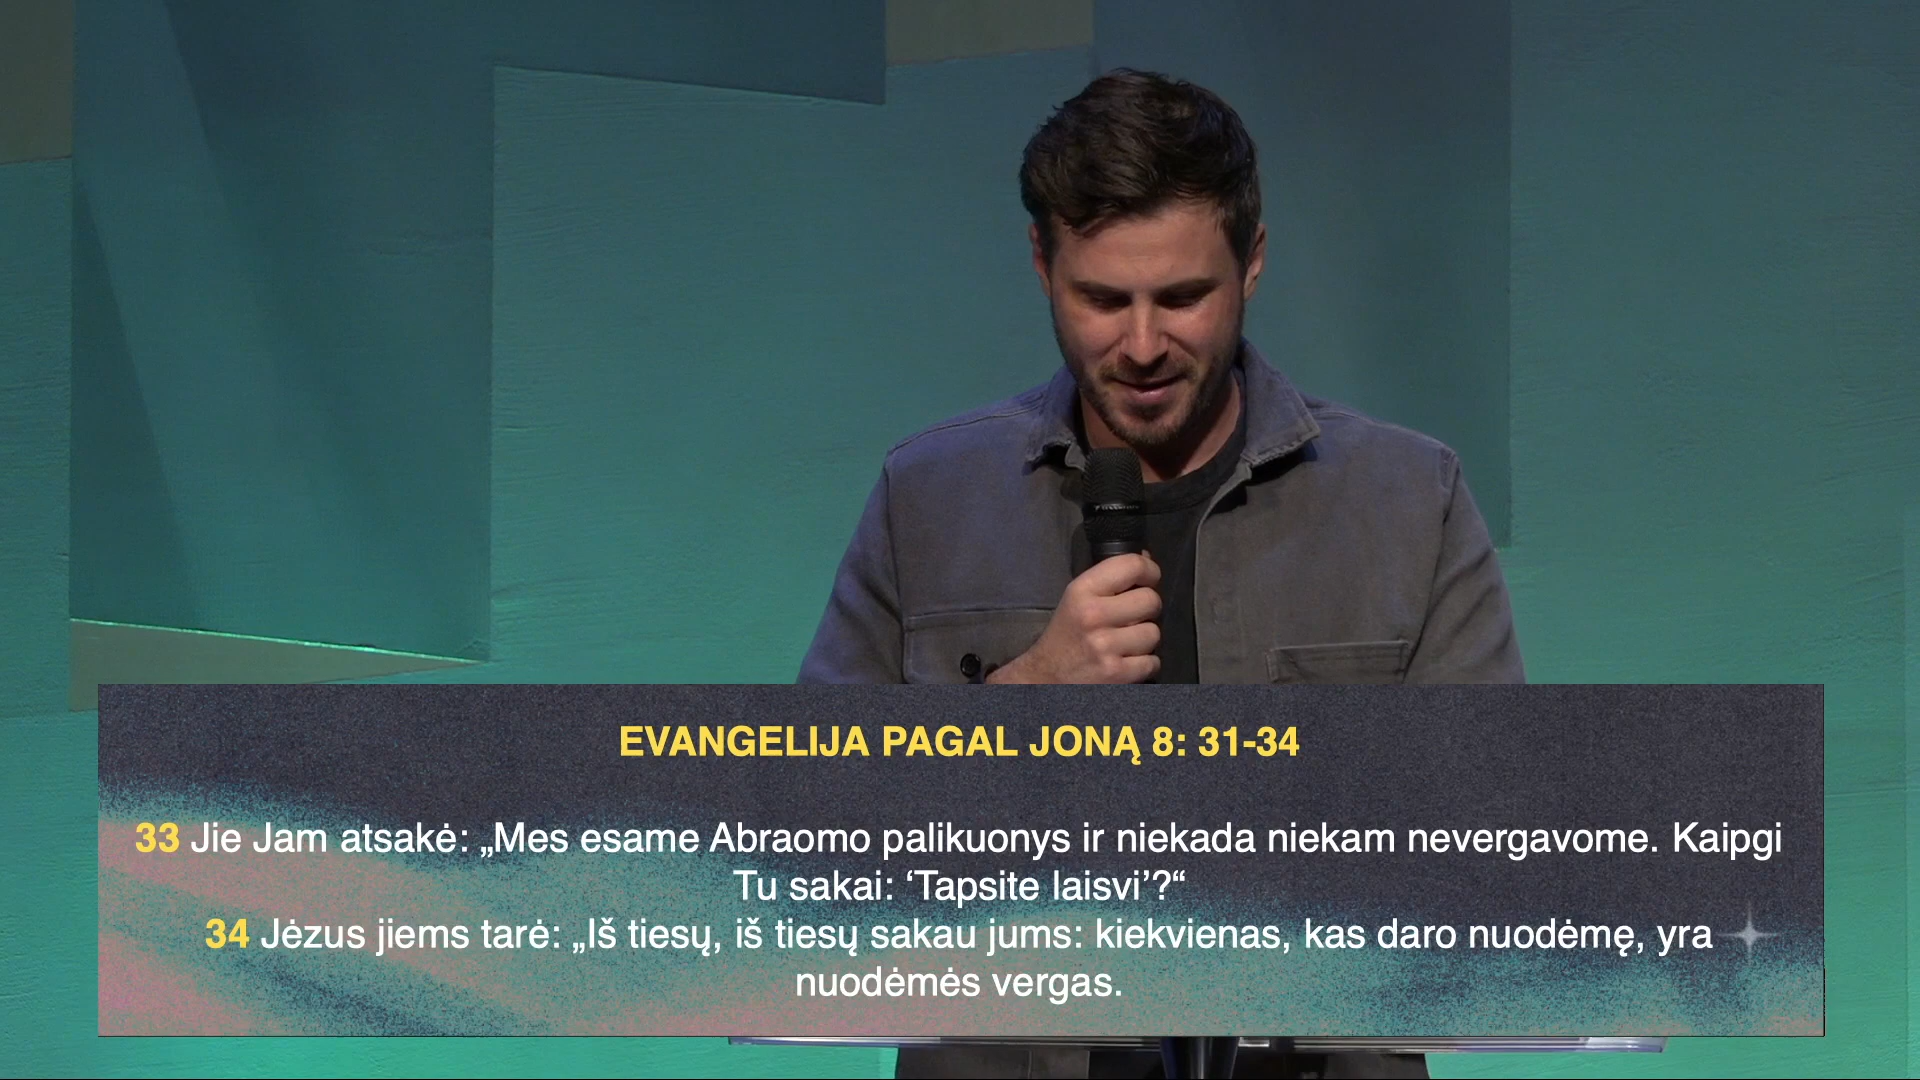 EVANGELIJA PAGAL JONĄ 8: 31-34
33 Jie Jam atsakė: „Mes esame Abraomo palikuonys ir niekada niekam nevergavome. Kaipgi
Tu sakai: ‘Tapsite laisvi’?“
34 Jėzus jiems tarė: „Iš tiesų, iš tiesų sakau jums: kiekvienas, kas daro nuodėmę, yra
nuodėmės vergas.